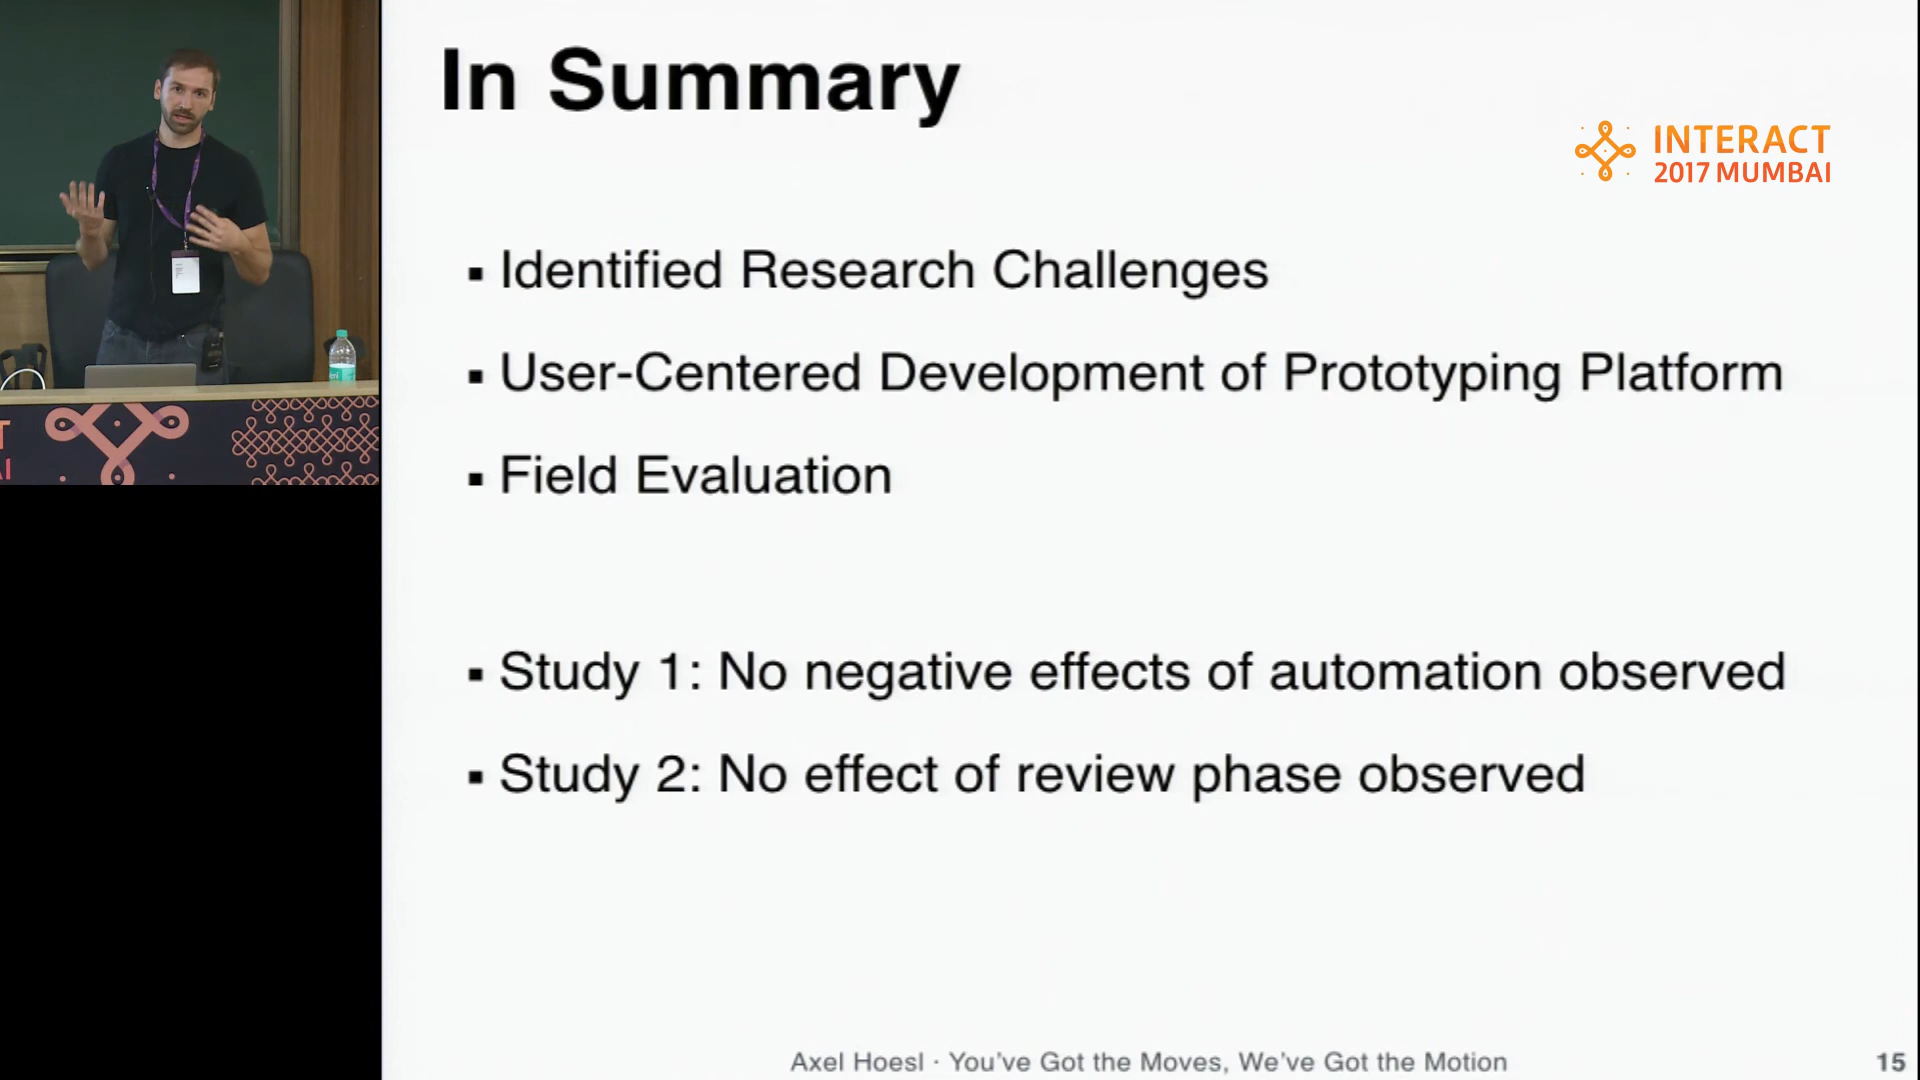 In Summary
INTERACT
2017 MUMBAI
▪ Identified Research Challenges
▪ User-Centered Development of Prototyping Platform
▪ Field Evaluation
▪ Study 1: No negative effects of automation observed
▪ Study 2: No effect of review phase observed
Axel Hoesl · You've Got the Moves, We've Got the Motion
15